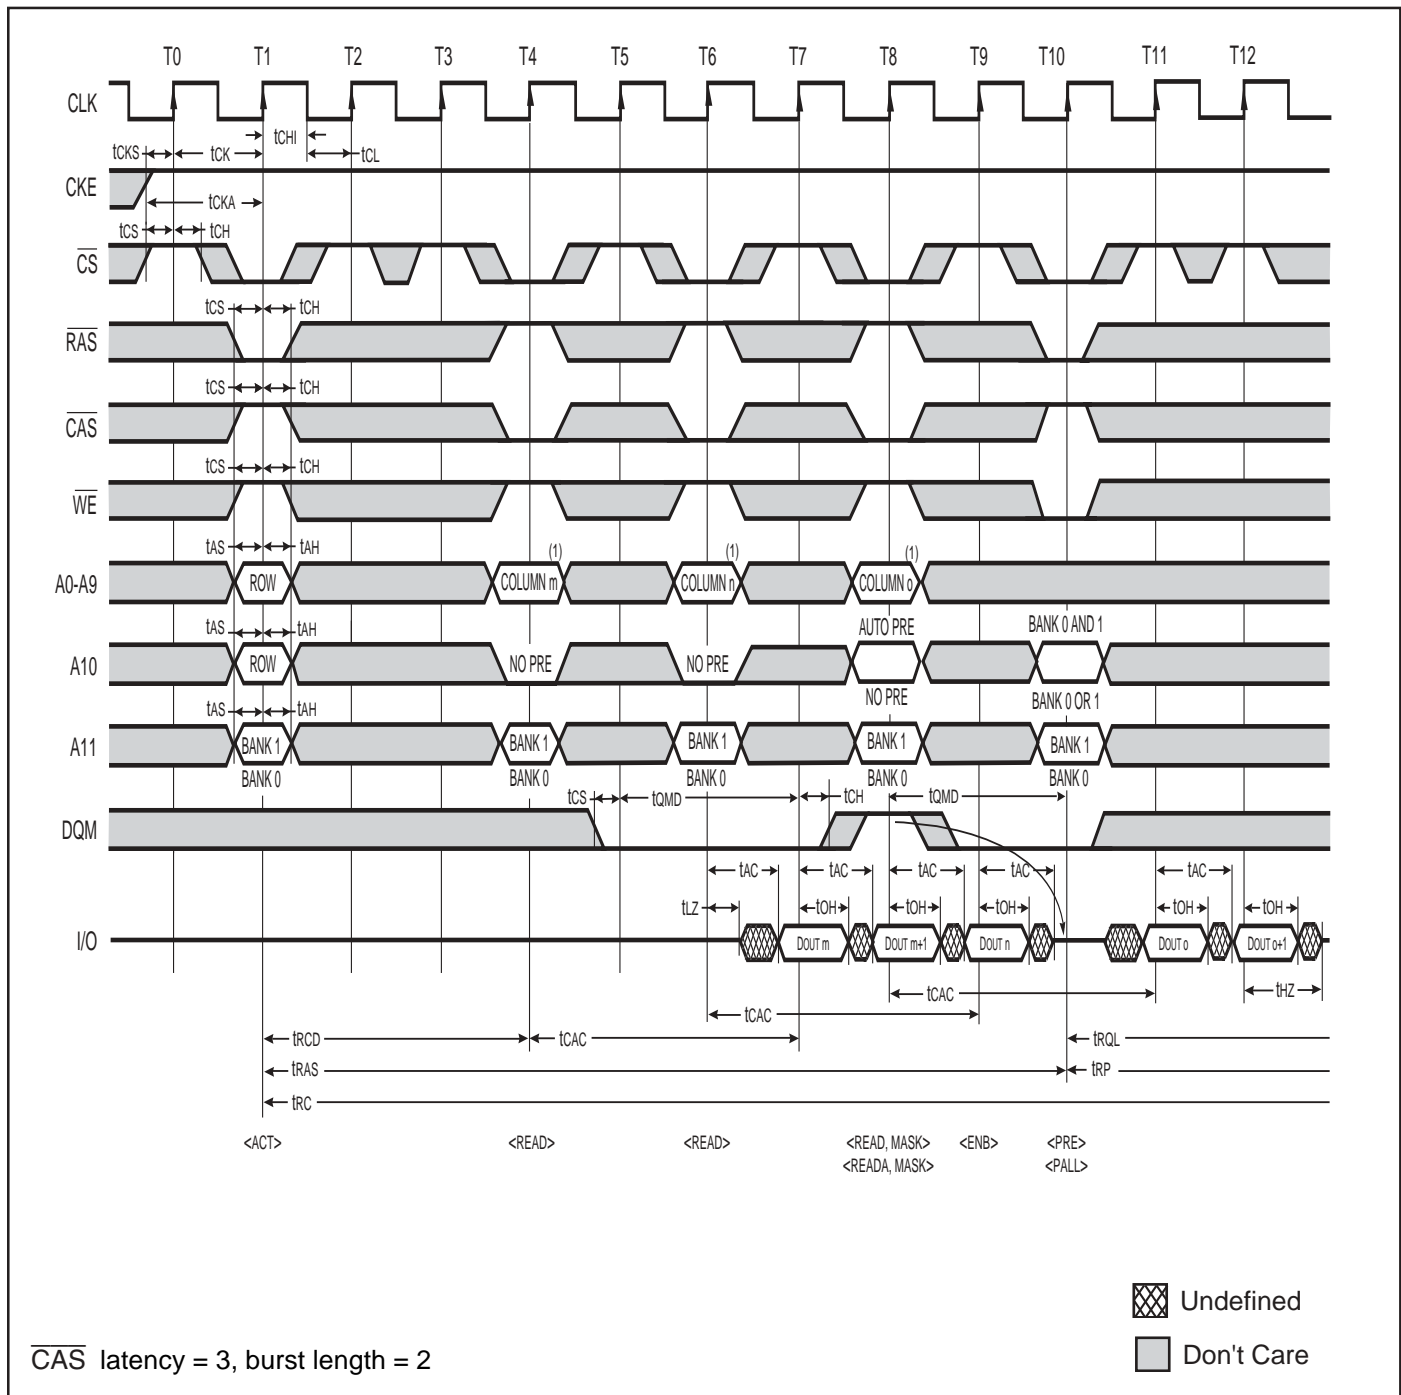 T0 T1 T2 T3 T4 T5 T6 T7 T8 T9 T10 T11 T12
CLK
tCHI
tCKS tCK tCL
CKE
tCKA
tCS tCH
CS
tCS tCH
RAS
tCS tCH
CAS
tCS tCH
WE
tAS tAH (1) (1) (1)
A0-A9 ROW COLUMN m COLUMN n COLUMN o
tAS tAH AUTO PRE BANK 0 AND 1
A10 ROW NO PRE NO PRE
NO PRE BANK 0 OR 1
tAS tAH
A11 BANK 1 BANK 1 BANK 1 BANK 1 BANK 1
BANK 0 BANK 0 BANK 0 BANK 0 BANK 0
tCS tQMD tCH tQMD
DQM
tAC tAC tAC tAC tAC
tLZ tOH tOH tOH tOH tOH
I/O DOUT m DOUT m+1 DOUT n DOUT o DOUT o+1
tCAC tHZ
tCAC
tRCD tCAC tRQL
tRAS tRP
tRC
<ACT> <READ> <READ> <READ, MASK> <ENB> <PRE>
<READA, MASK> <PALL>
Undefined
Don't Care
CAS latency = 3, burst length = 2